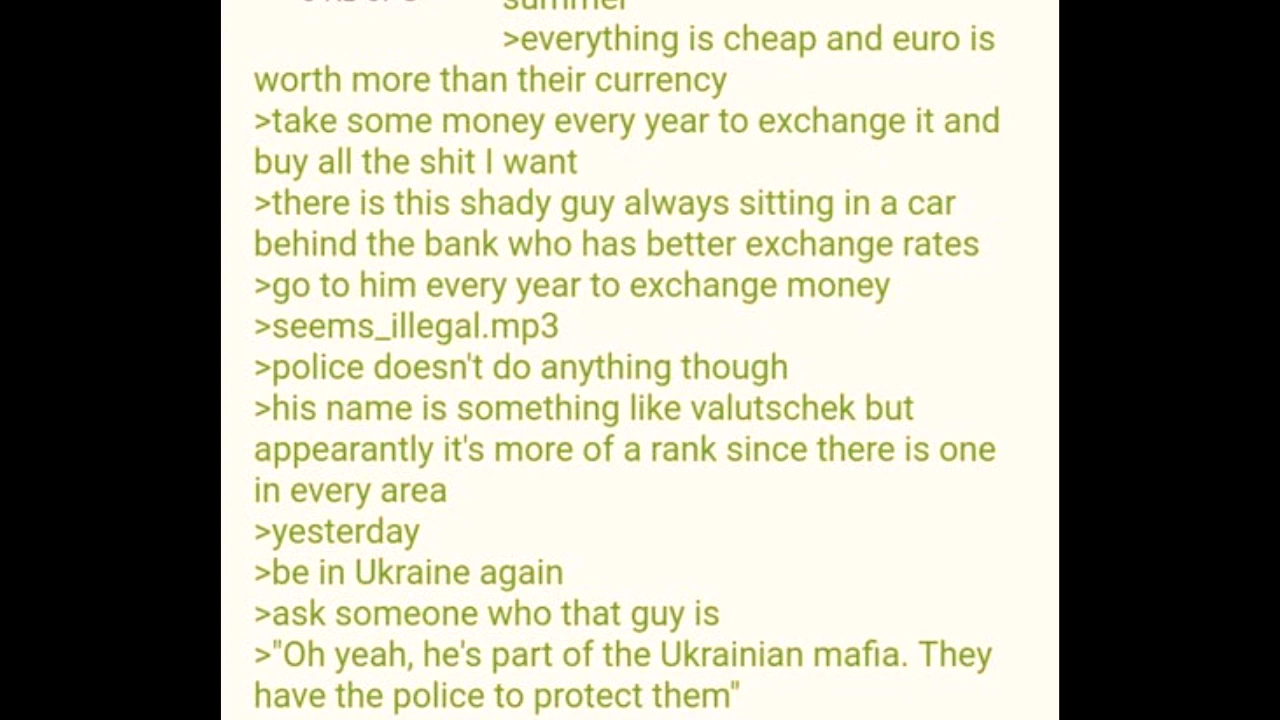 summer
>everything is cheap and euro is
worth more than their currency
>take some money every year to exchange it and
buy all the shit I want
>there is this shady guy always sitting in a car
behind the bank who has better exchange rates
>go to him every year to exchange money
>seems_illegal.mp3
>police doesn't do anything though
>his name is something like valutschek but
appearantly it's more of a rank since there is one
in every area
>yesterday
>be in Ukraine again
>ask someone who that guy is
>"Oh yeah, he's part of the Ukrainian mafia. They
have the police to protect them"